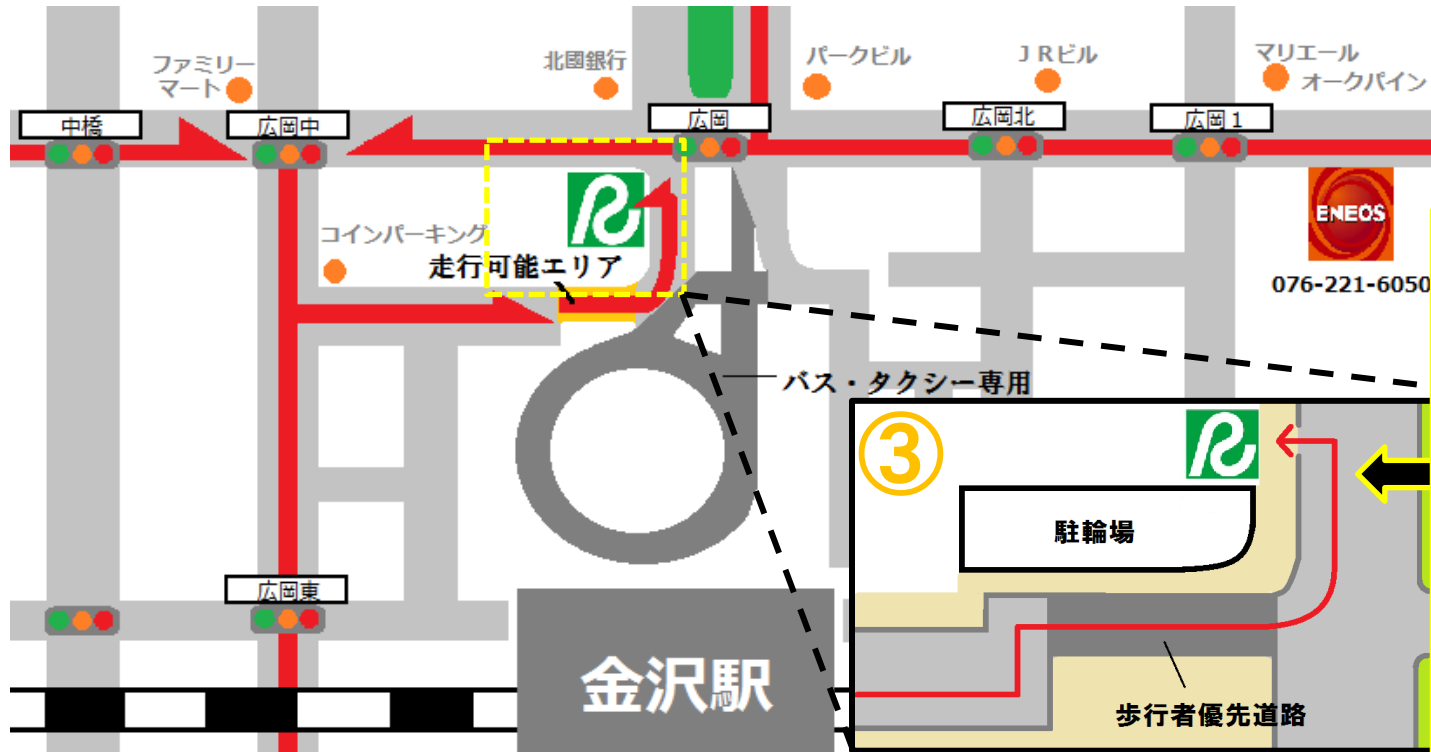 ファミリー
マート
北國銀行
パークビル
JRビル
マリエール
オークパイン
中橋
広岡中
広岡
広岡北
広岡1
コインパーキング
走行可能エリア
ENEOS
076-221-6050
バス・タクシー専用
③
駐輪場
広岡東
金沢駅
歩行者優先道路